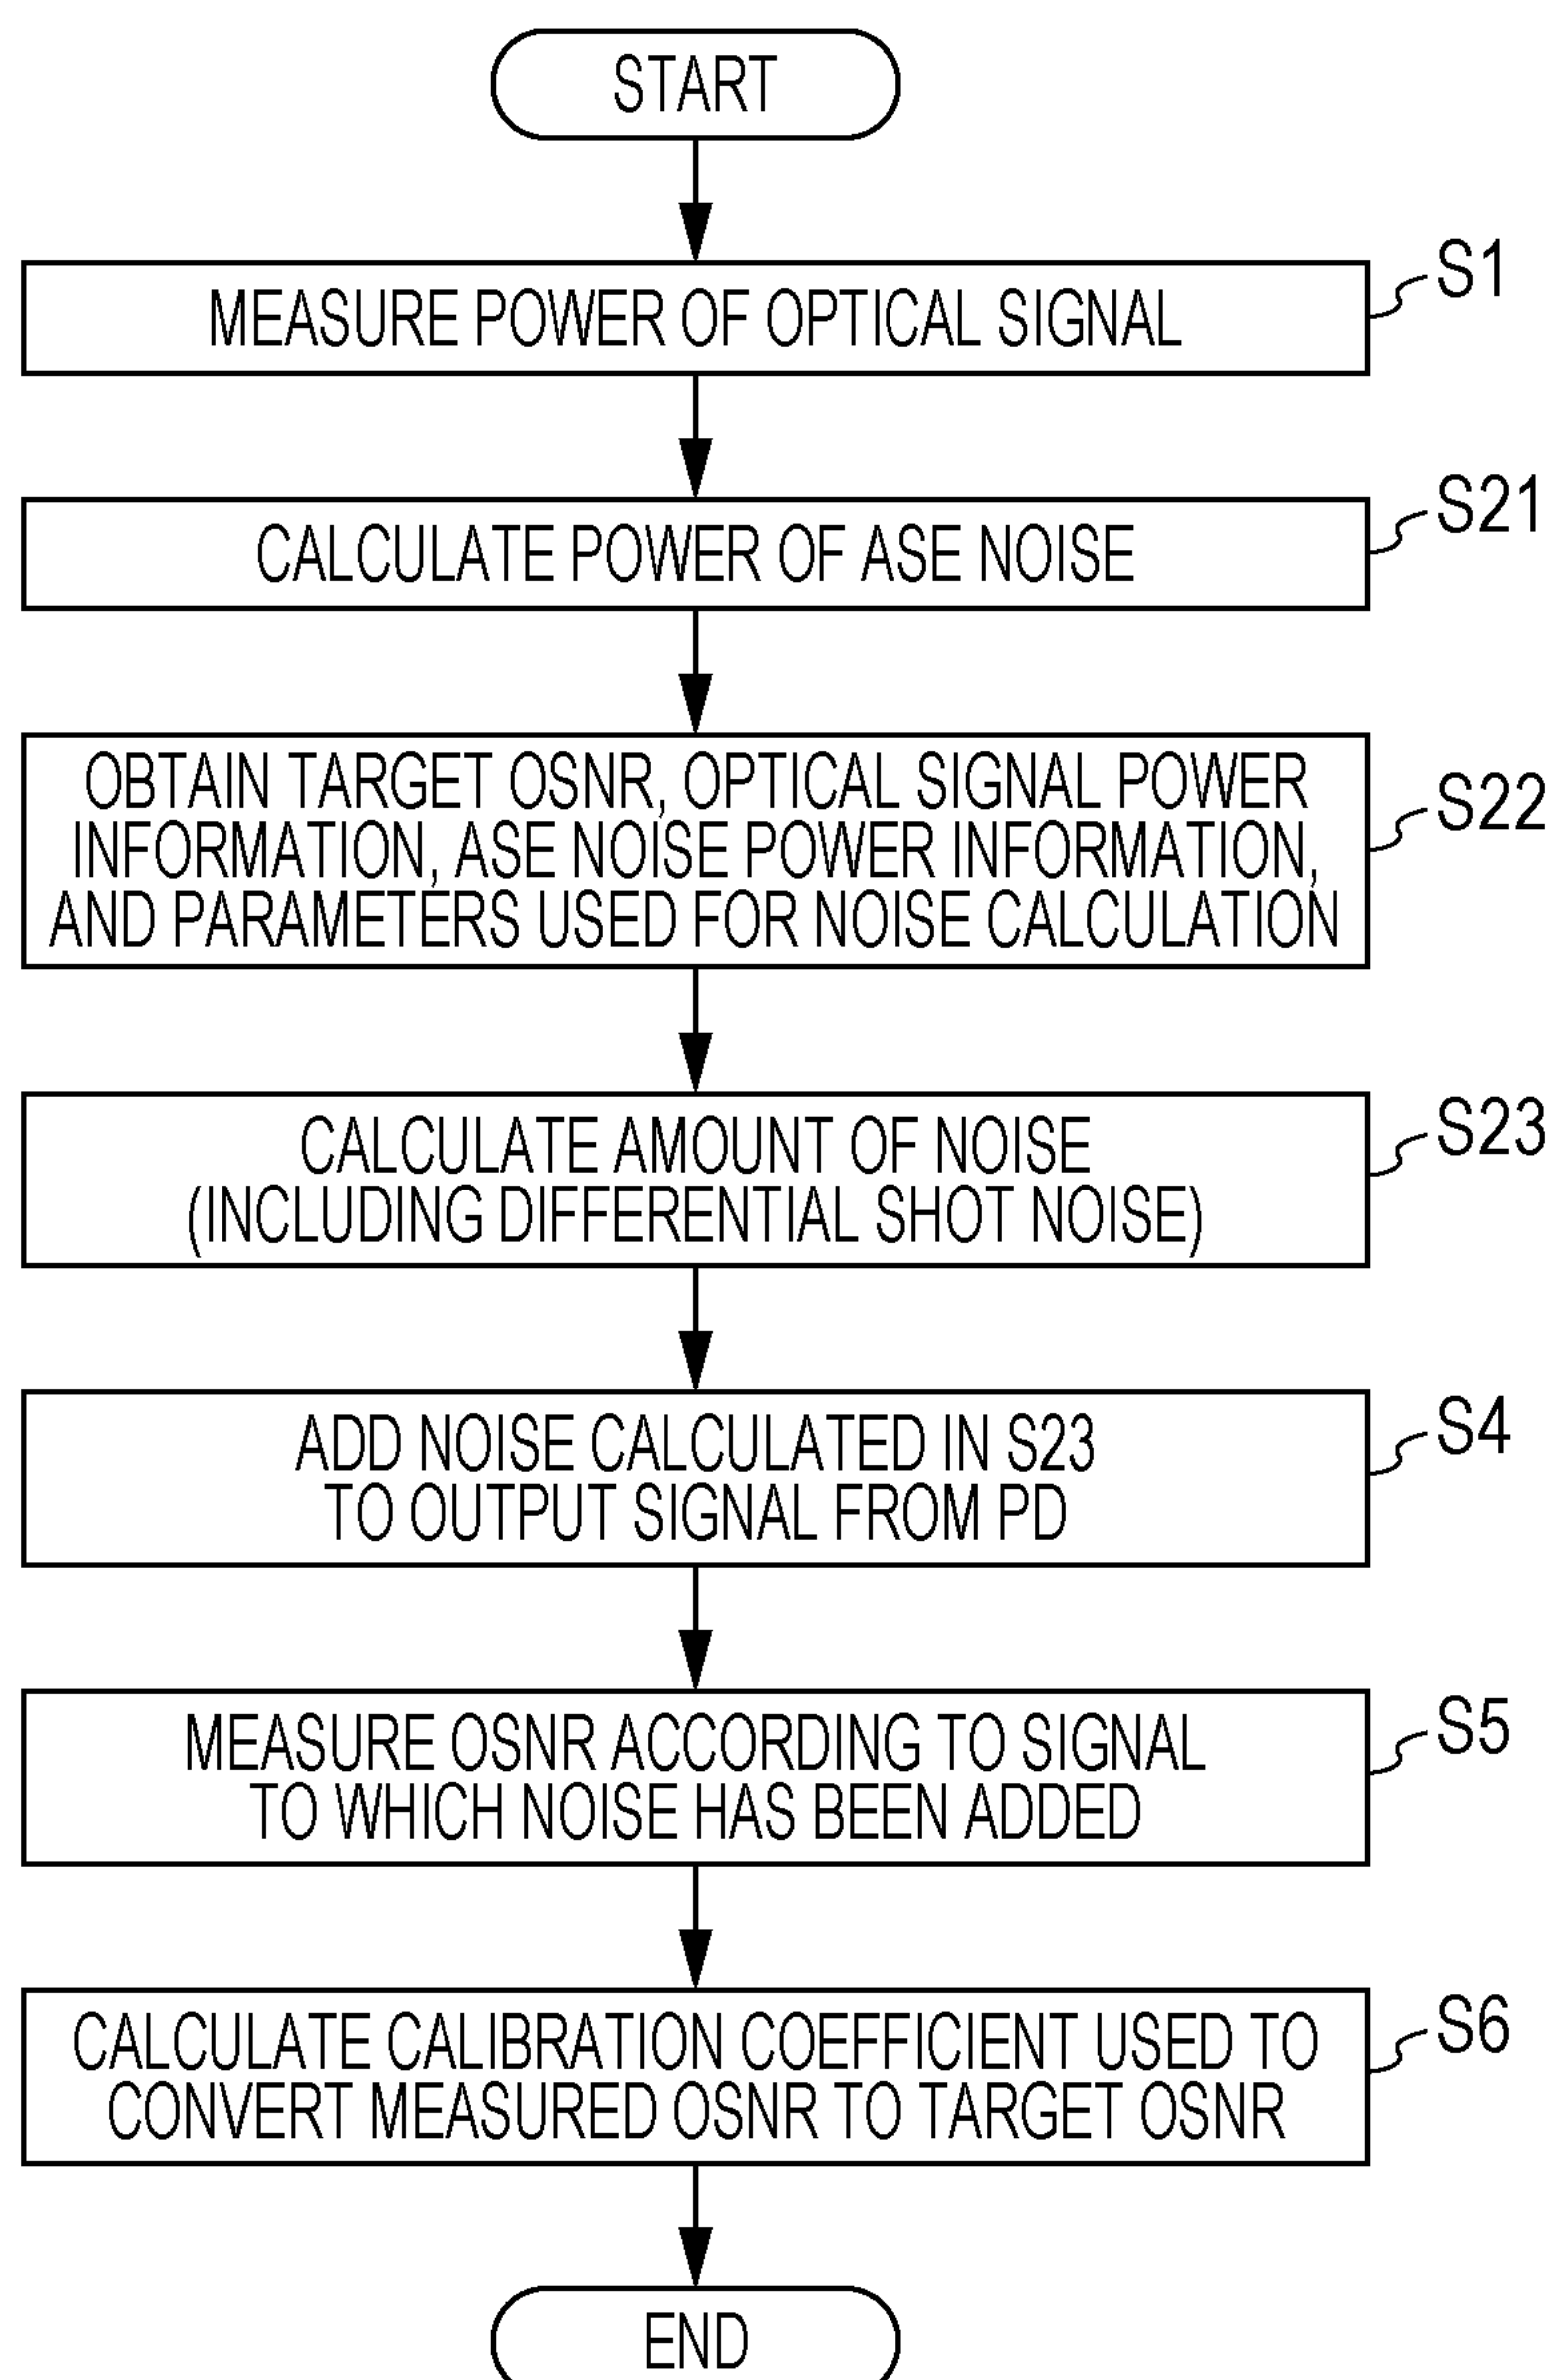 START
MEASURE POWER OF OPTICAL SIGNAL
S1
CALCULATE POWER OF ASE NOISE
S21
OBTAIN TARGET OSNR, OPTICAL SIGNAL POWER
INFORMATION, ASE NOISE POWER INFORMATION,
AND PARAMETERS USED FOR NOISE CALCULATION
S22
CALCULATE AMOUNT OF NOISE
(INCLUDING DIFFERENTIAL SHOT NOISE)
S23
ADD NOISE CALCULATED IN S23
TO OUTPUT SIGNAL FROM PD
S4
MEASURE OSNR ACCORDING TO SIGNAL
TO WHICH NOISE HAS BEEN ADDED
S5
CALCULATE CALIBRATION COEFFICIENT USED TO
CONVERT MEASURED OSNR TO TARGET OSNR
S6
END